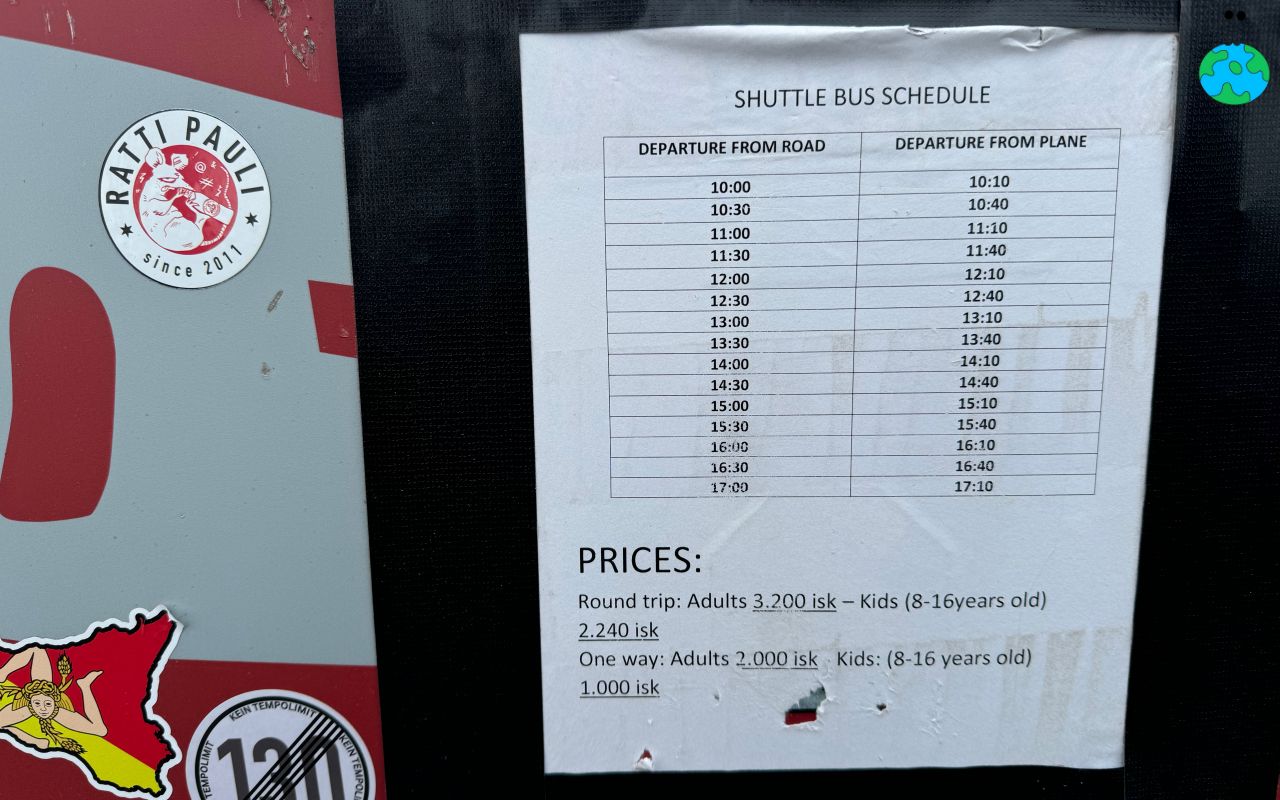 RATTI PAULI
@ &
#
since 2011
SHUTTLE BUS SCHEDULE
DEPARTURE FROM ROAD DEPARTURE FROM PLANE
10:00 10:10
10:30 10:40
11:00 11:10
11:30 11:40
12:00 12:10
12:30 12:40
13:00 13:10
13:30 13:40
14:00 14:10
14:30 14:40
15:00 15:10
15:30 15:40
16:00 16:10
16:30 16:40
17:00 17:10
PRICES:
Round trip: Adults 3.200 isk – Kids (8-16years old)
2.240 isk
One way: Adults 2.000 isk Kids: (8-16 years old)
1.000 isk
KEIN TEMPOLIMIT
KEIN TEMPOLIMIT
TEMPOLIMIT
130